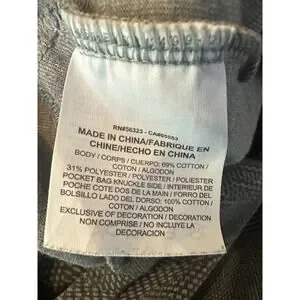 RN#56323 - CA#05553
MADE IN CHINA/FABRIQUE EN
CHINE/HECHO EN CHINA
BODY / CORPS / CUERPO: 69% COTTON /
COTON / ALGODON
31% POLYESTER / POLYESTER / POLIESTER
POCKET BAG KNUCKLE SIDE / INTERIEUR DE
POCHE COTE DOS DE LA MAIN / FORRO DEL
BOLSILLO LADO DEL DORSO: 100% COTTON /
COTON / ALGODON
EXCLUSIVE OF DECORATION / DECORATION
NON COMPRISE / NO INCLUYE LA
DECORACION